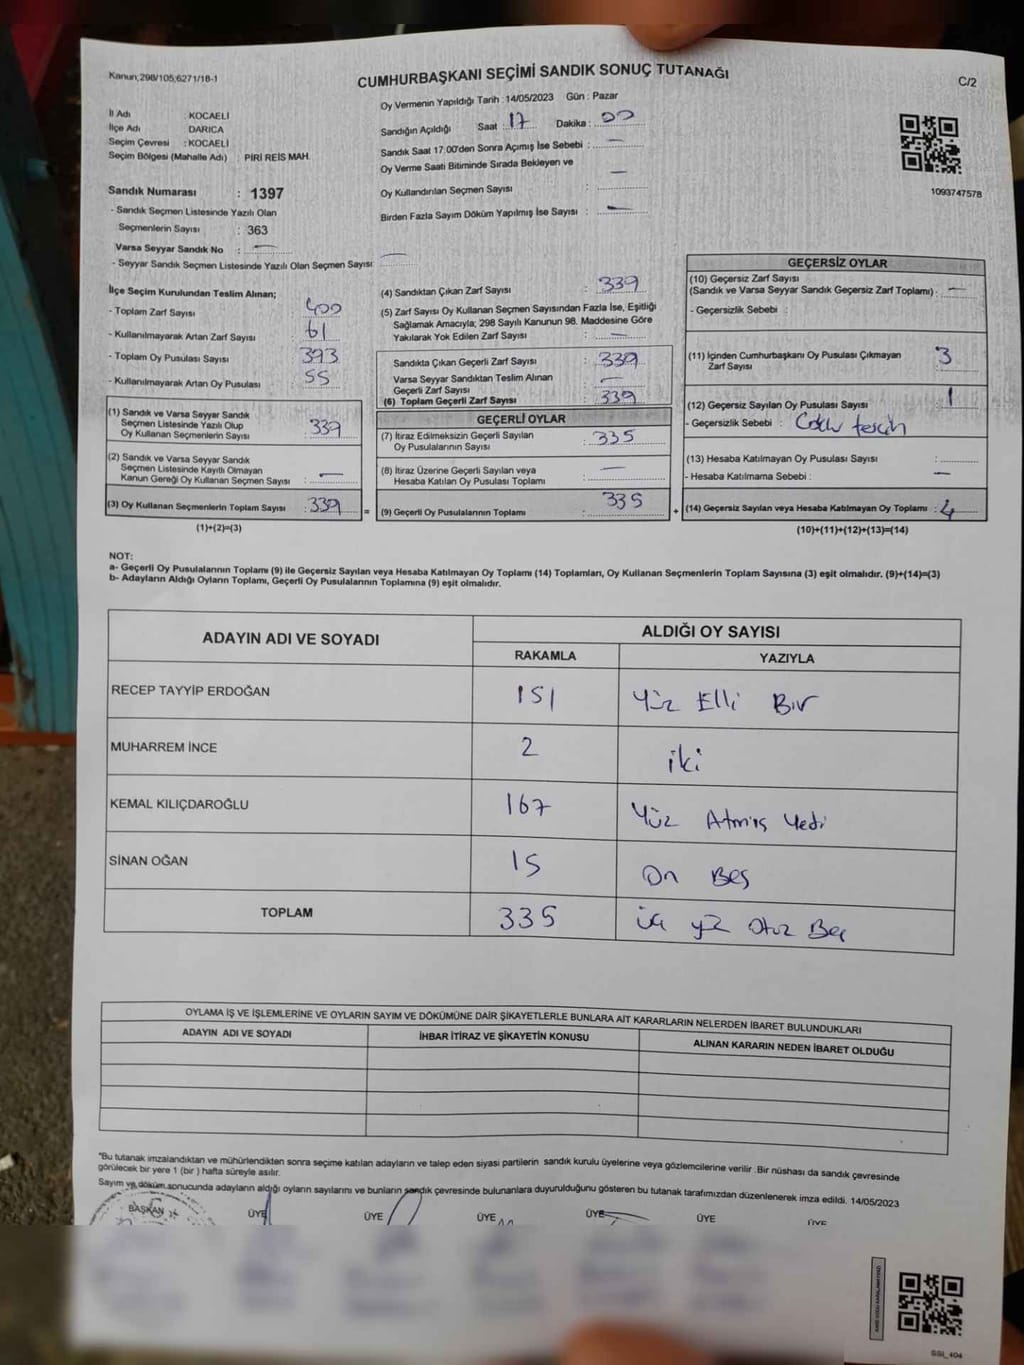 Kanun;298/105;6271/18-1
CUMHURBAŞKANI SEÇİMİ SANDIK SONUÇ TUTANAĞI
C/2
Oy Vermenin Yapıldığı Tarih : 14/05/2023 Gün : Pazar
İl Adı KOCAELİ
İlçe Adı DARICA
Seçim Çevresi : KOCAELİ
Seçim Bölgesi (Mahalle Adı) : PİRİ REİS MAH.
Sandığın Açıldığı Saat : 17 Dakika : 00
Sandık Saat 17:00'den Sonra Açımış İse Sebebi : —
Oy Verme Saati Bitiminde Sırada Bekleyen ve
Oy Kullandırılan Seçmen Sayısı : —
Birden Fazla Sayım Döküm Yapılmış İse Sayısı : —
1093747578
Sandık Numarası : 1397
- Sandık Seçmen Listesinde Yazılı Olan
Seçmenlerin Sayısı : 363
Varsa Seyyar Sandık No : —
- Seyyar Sandık Seçmen Listesinde Yazılı Olan Seçmen Sayısı: —
İlçe Seçim Kurulundan Teslim Alınan;
- Toplam Zarf Sayısı : 400
- Kullanılmayarak Artan Zarf Sayısı : 61
- Toplam Oy Pusulası Sayısı : 393
- Kullanılmayarak Artan Oy Pusulası : 55
(1) Sandık ve Varsa Seyyar Sandık
Seçmen Listesinde Yazılı Olup
Oy Kullanan Seçmenlerin Sayısı : 339
(2) Sandık ve Varsa Seyyar Sandık
Seçmen Listesinde Kayıtlı Olmayan
Kanun Gereği Oy Kullanan Seçmen Sayısı : —
(3) Oy Kullanan Seçmenlerin Toplam Sayısı : 339
(1)+(2)=(3)
=
(4) Sandıktan Çıkan Zarf Sayısı : 339
(5) Zarf Sayısı Oy Kullanan Seçmen Sayısından Fazla İse, Eşitliği
Sağlamak Amacıyla; 298 Sayılı Kanunun 98. Maddesine Göre
Yakılarak Yok Edilen Zarf Sayısı : —
Sandıkta Çıkan Geçerli Zarf Sayısı : 339
Varsa Seyyar Sandıktan Teslim Alınan
Geçerli Zarf Sayısı : —
(6) Toplam Geçerli Zarf Sayısı : 339
GEÇERLİ OYLAR
(7) İtiraz Edilmeksizin Geçerli Sayılan
Oy Pusulalarının Sayısı : 335
(8) İtiraz Üzerine Geçerli Sayılan veya
Hesaba Katılan Oy Pusulası Toplamı : —
(9) Geçerli Oy Pusulalarının Toplamı : 335
+
GEÇERSİZ OYLAR
(10) Geçersiz Zarf Sayısı
(Sandık ve Varsa Seyyar Sandık Geçersiz Zarf Toplamı) : —
- Geçersizlik Sebebi :
(11) İçinden Cumhurbaşkanı Oy Pusulası Çıkmayan
Zarf Sayısı : 3
(12) Geçersiz Sayılan Oy Pusulası Sayısı : 1
- Geçersizlik Sebebi : tercih
(13) Hesaba Katılmayan Oy Pusulası Sayısı :
- Hesaba Katılmama Sebebi : —
(14) Geçersiz Sayılan veya Hesaba Katılmayan Oy Toplamı : 4
(10)+(11)+(12)+(13)=(14)
NOT:
a- Geçerli Oy Pusulalarının Toplamı (9) ile Geçersiz Sayılan veya Hesaba Katılmayan Oy Toplamı (14) Toplamları, Oy Kullanan Seçmenlerin Toplam Sayısına (3) eşit olmalıdır. (9)+(14)=(3)
b- Adayların Aldığı Oyların Toplamı, Geçerli Oy Pusulalarının Toplamına (9) eşit olmalıdır.
ADAYIN ADI VE SOYADI ALDIĞI OY SAYISI
RAKAMLA YAZIYLA
RECEP TAYYİP ERDOĞAN 151 Yüz Elli Bir
MUHARREM İNCE 2 iki
KEMAL KILIÇDAROĞLU 167 Yüz Atmış Yedi
SİNAN OĞAN 15 On Beş
TOPLAM 335 üç yüz Otuz Beş
OYLAMA İŞ VE İŞLEMLERİNE VE OYLARIN SAYIM VE DÖKÜMÜNE DAİR ŞİKAYETLERLE BUNLARA AİT KARARLARIN NELERDEN İBARET BULUNDUKLARI
ADAYIN ADI VE SOYADI İHBAR İTİRAZ VE ŞİKAYETİN KONUSU ALINAN KARARIN NEDEN İBARET OLDUĞU
"Bu tutanak imzalandıktan ve mühürlendikten sonra seçime katılan adayların ve talep eden siyasi partilerin sandık kurulu üyelerine veya gözlemcilerine verilir .Bir nüshası da sandık çevresinde
görülecek bir yere 1 (bir ) hafta süreyle asılır.
Sayım ve döküm sonucunda adayların aldığı oyların sayılarını ve bunların sandık çevresinde bulunanlara duyurulduğunu gösteren bu tutanak tarafımızdan düzenlenerek imza edildi. 14/05/2023
BAŞKAN ÜYE ÜYE ÜYE ÜYE ÜYE ÜYE
SSI_404